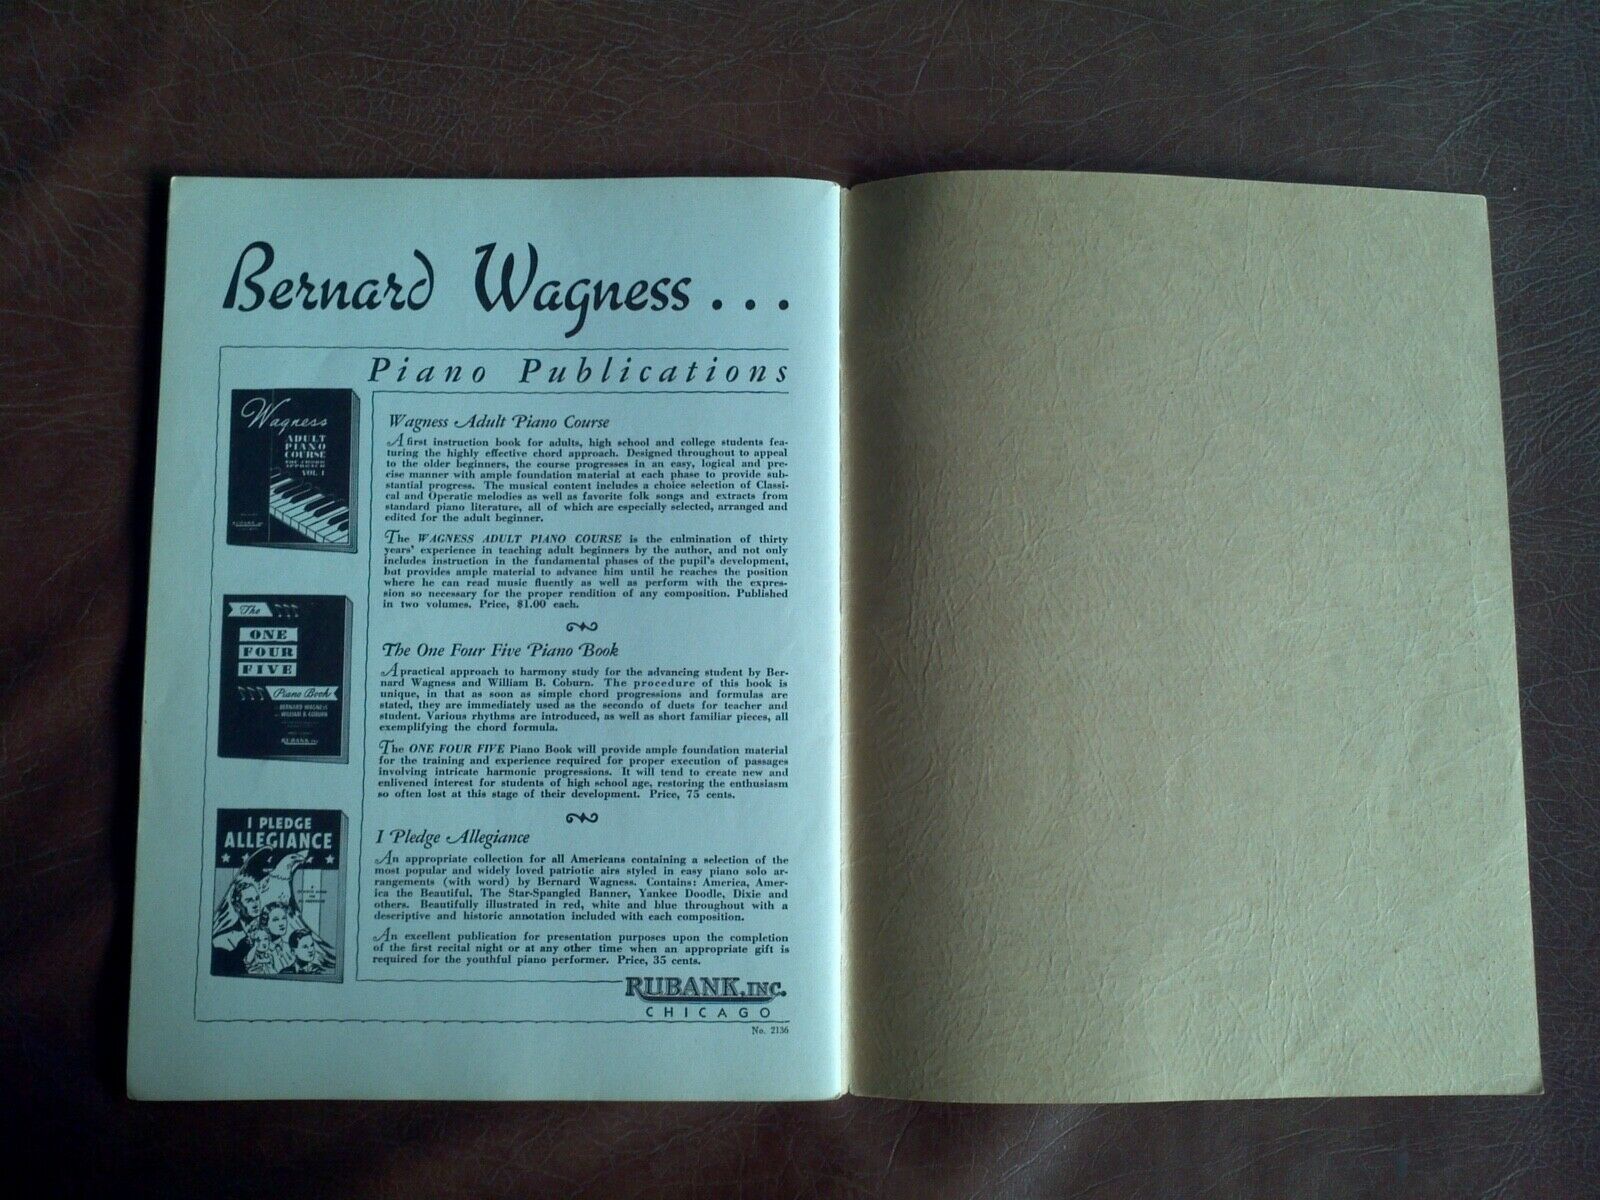 Bernard Wagness . . .
Piano Publications
Wagness
ADULT
PIANO
COURSE
THE CHORD
APPROACH
VOL. 1
Wagness Adult Piano Course
A first instruction book for adults, high school and college students fea-
turing the highly effective chord approach. Designed throughout to appeal
to the older beginners, the course progresses in an easy, logical and pre-
cise manner with ample foundation material at each phase to provide sub-
stantial progress. The musical content includes a choice selection of Classi-
cal and Operatic melodies as well as favorite folk songs and extracts from
standard piano literature, all of which are especially selected, arranged and
edited for the adult beginner.
The WAGNESS ADULT PIANO COURSE is the culmination of thirty
years' experience in teaching adult beginners by the author, and not only
includes instruction in the fundamental phases of the pupil's development,
but provides ample material to advance him until he reaches the position
where he can read music fluently as well as perform with the expres-
sion so necessary for the proper rendition of any composition. Published
in two volumes. Price, $1.00 each.
The
ONE
FOUR
FIVE
Piano Book
BERNARD WAGNESS
WILLIAM B. COBURN
RUBANK INC
The One Four Five Piano Book
A practical approach to harmony study for the advancing student by Ber-
nard Wagness and William B. Coburn. The procedure of this book is
unique, in that as soon as simple chord progressions and formulas are
stated, they are immediately used as the secondo of duets for teacher and
student. Various rhythms are introduced, as well as short familiar pieces, all
exemplifying the chord formula.
The ONE FOUR FIVE Piano Book will provide ample foundation material
for the training and experience required for proper execution of passages
involving intricate harmonic progressions. It will tend to create new and
enlivened interest for students of high school age, restoring the enthusiasm
so often lost at this stage of their development. Price, 75 cents.
I PLEDGE
ALLEGIANCE
I Pledge Allegiance
An appropriate collection for all Americans containing a selection of the
most popular and widely loved patriotic airs styled in easy piano solo ar-
rangements (with word) by Bernard Wagness. Contains: America, Amer-
ica the Beautiful, The Star-Spangled Banner, Yankee Doodle, Dixie and
others. Beautifully illustrated in red, white and blue throughout with a
descriptive and historic annotation included with each composition.
An excellent publication for presentation purposes upon the completion
of the first recital night or at any other time when an appropriate gift is
required for the youthful piano performer. Price, 35 cents.
RUBANK, INC.
CHICAGO
No. 2136